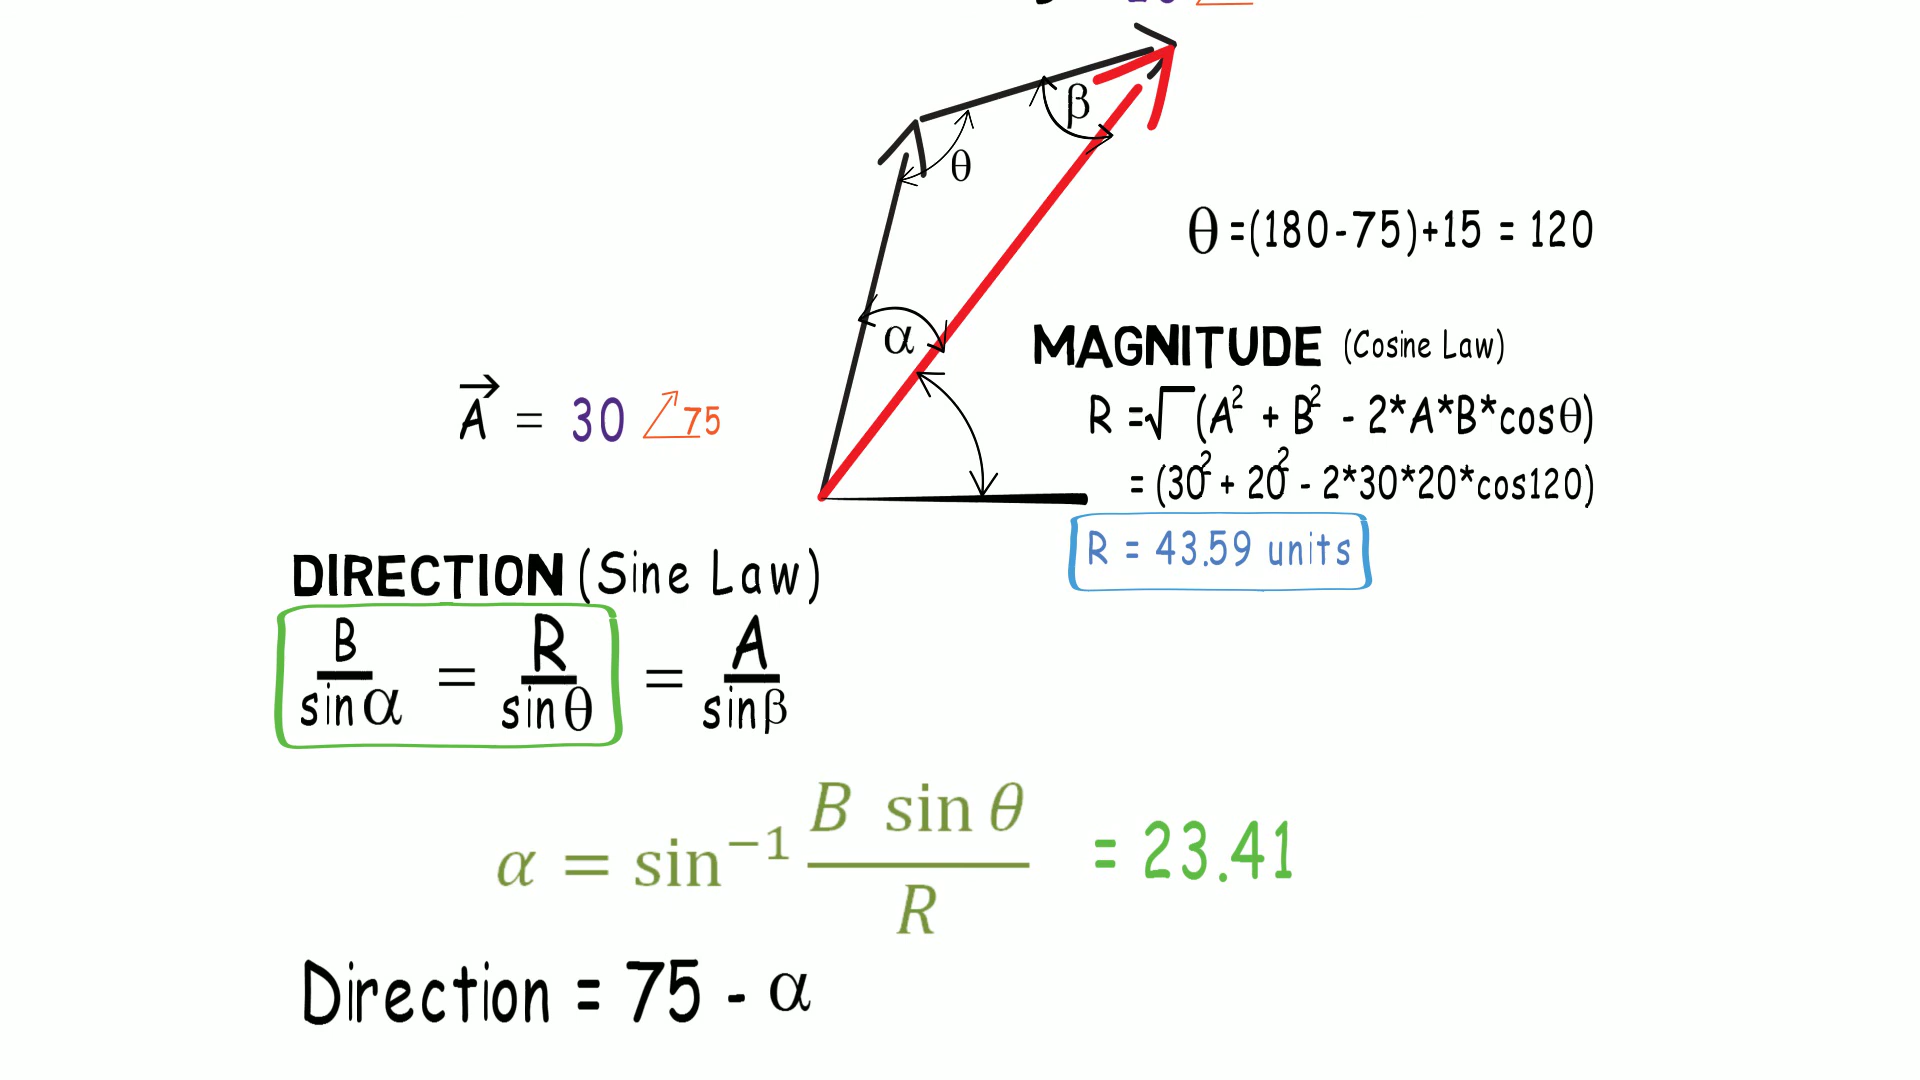 β
θ
θ =(180-75)+15 = 120
α
MAGNITUDE (Cosine Law)
A⃗ = 30 75
R =√(A² + B² - 2*A*B*cosθ)
= (30² + 20² - 2*30*20*cos120)
R = 43.59 units
DIRECTION (Sine Law)
B/sinα = R/sinθ = A/sinβ
α = sin⁻¹ B sin θ/R = 23.41
Direction = 75 - α